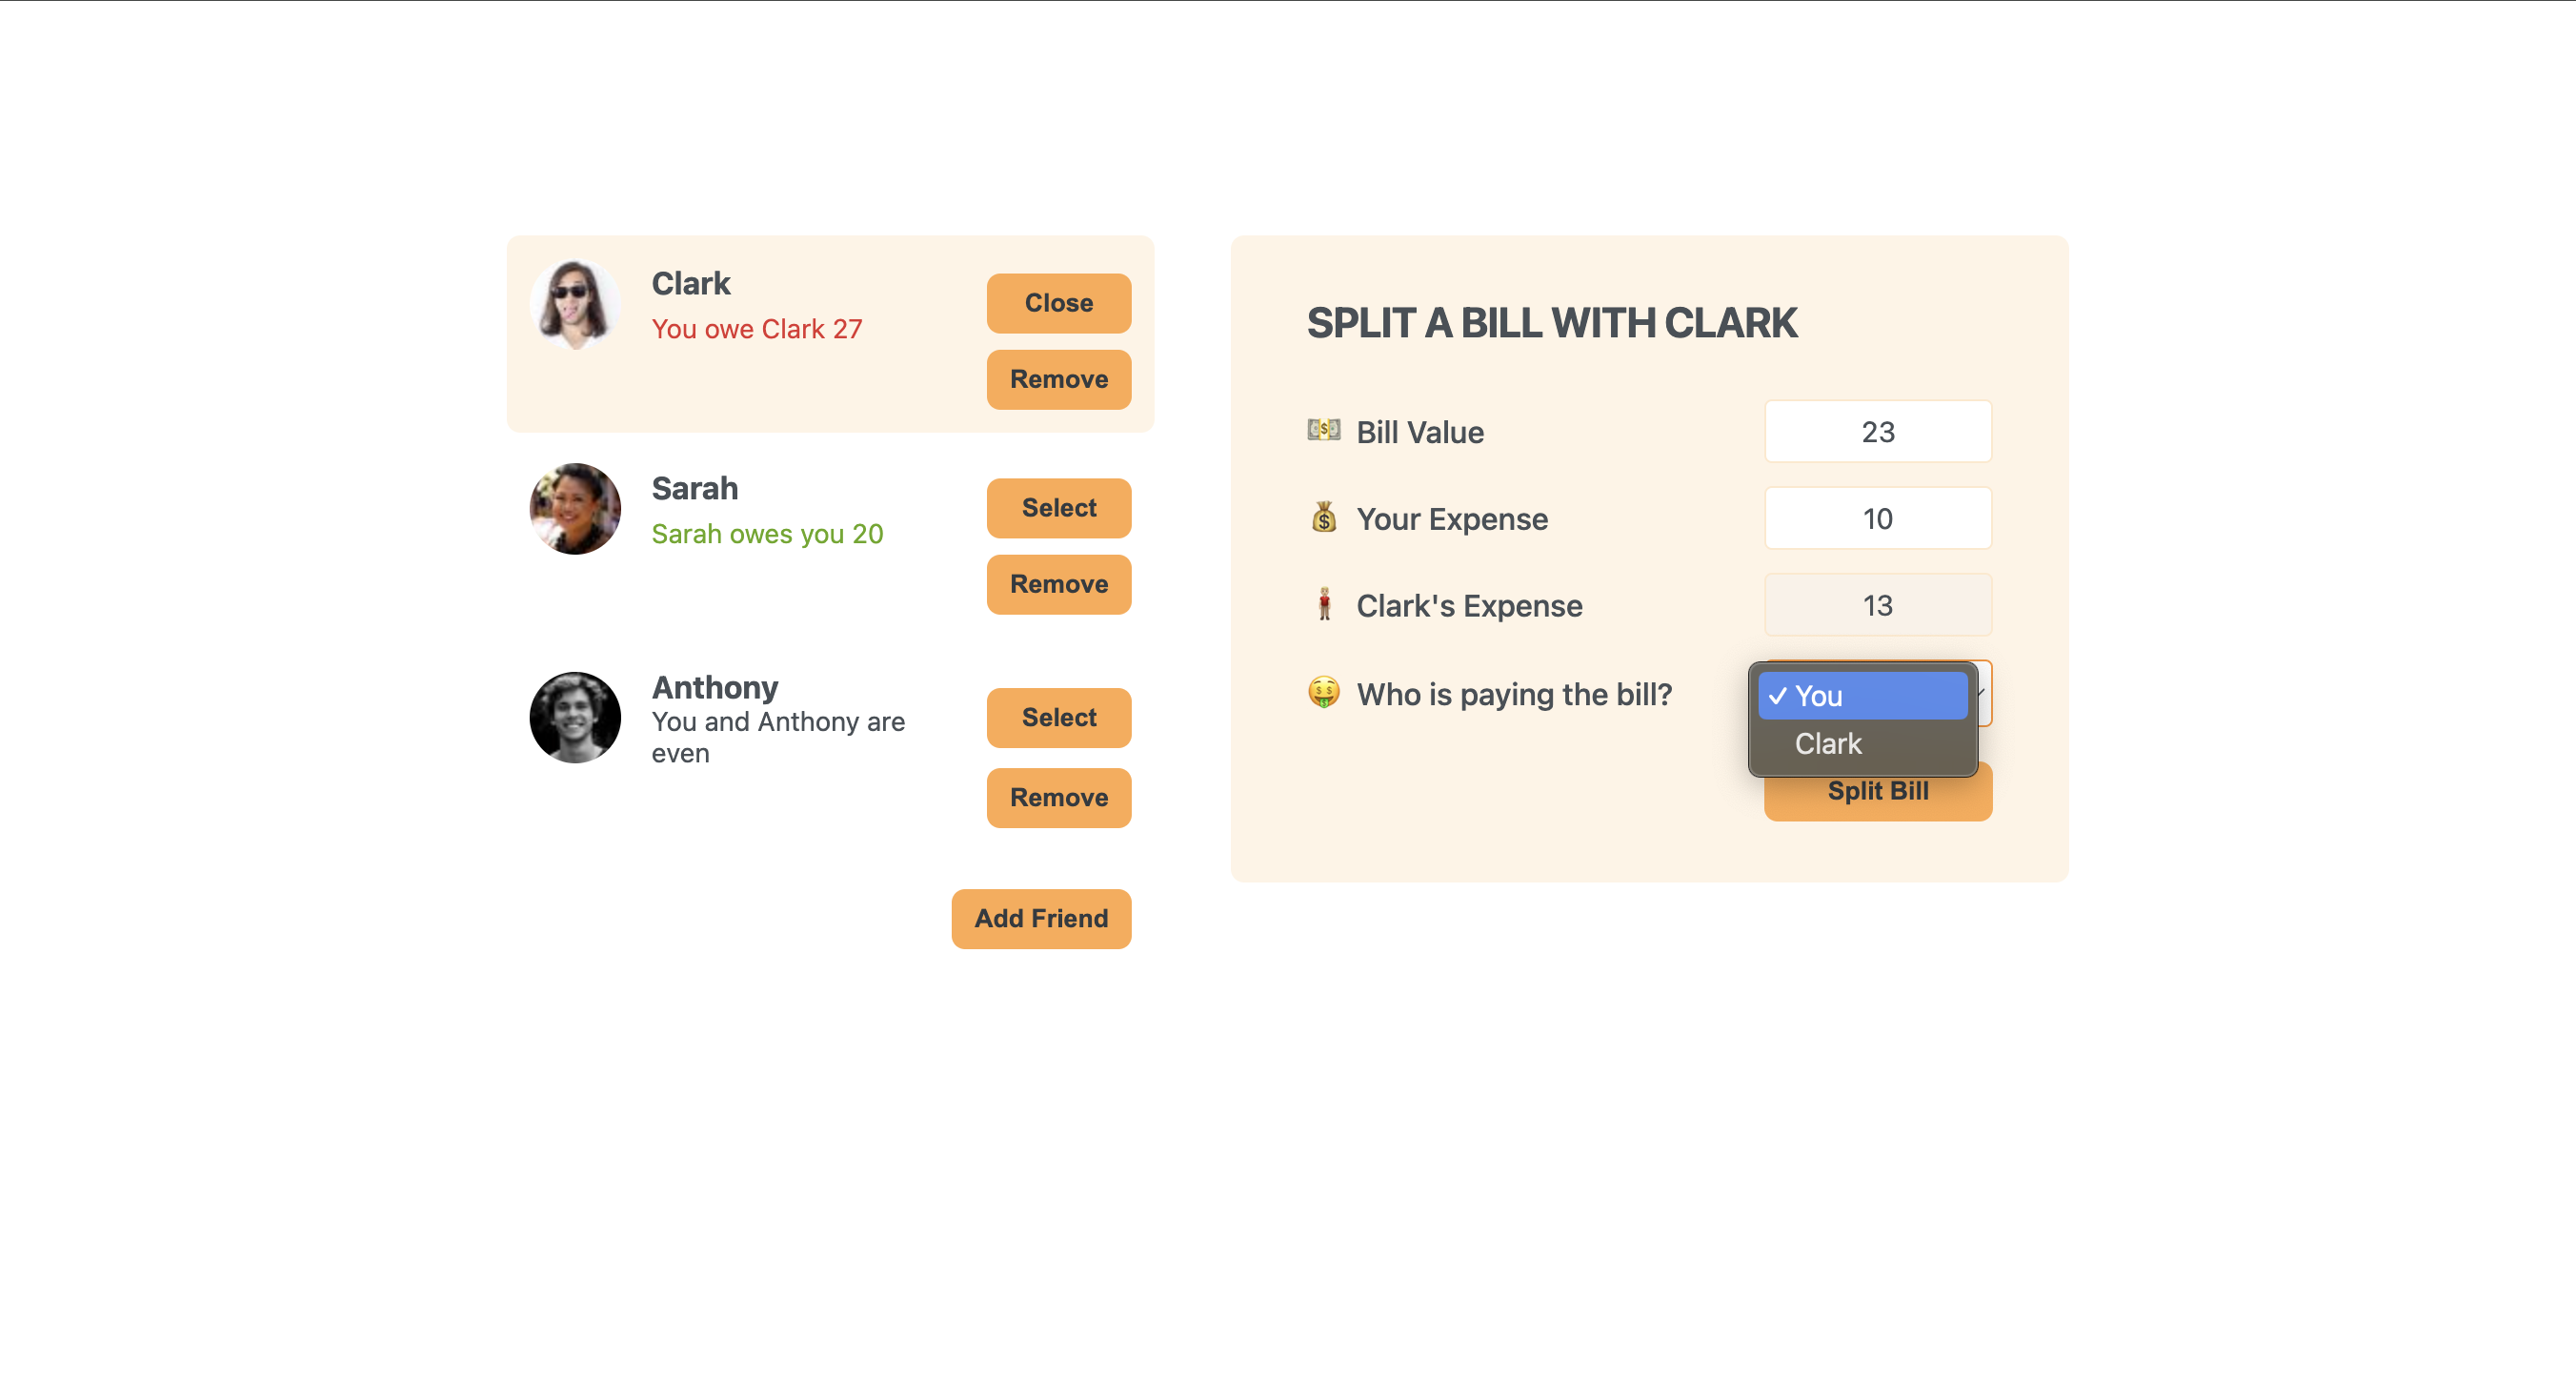 Clark
You owe Clark 27
Close
Remove
Sarah
Sarah owes you 20
Select
Remove
Anthony
You and Anthony are
even
Select
Remove
Add Friend
SPLIT A BILL WITH CLARK
💵 Bill Value
23
💰 Your Expense
10
🧍🏼‍♂️ Clark's Expense
13
🤑 Who is paying the bill?
✓ You
Clark
Split Bill